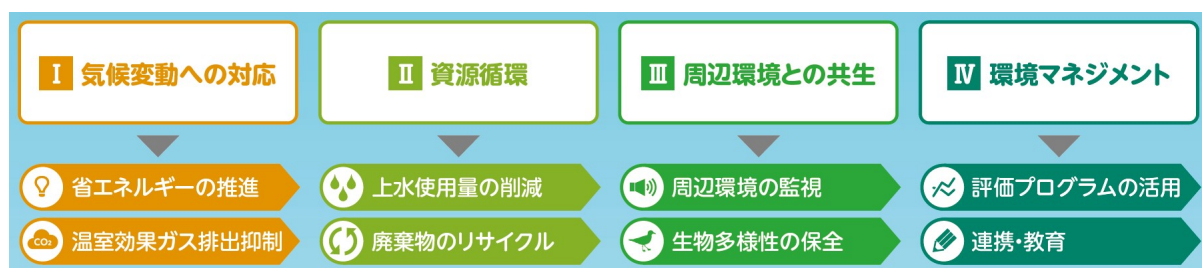 Ⅰ 気候変動への対応
Ⅱ 資源循環
Ⅲ 周辺環境との共生
Ⅳ 環境マネジメント
省エネルギーの推進
上水使用量の削減
周辺環境の監視
評価プログラムの活用
CO₂ 温室効果ガス排出抑制
廃棄物のリサイクル
生物多様性の保全
連携・教育